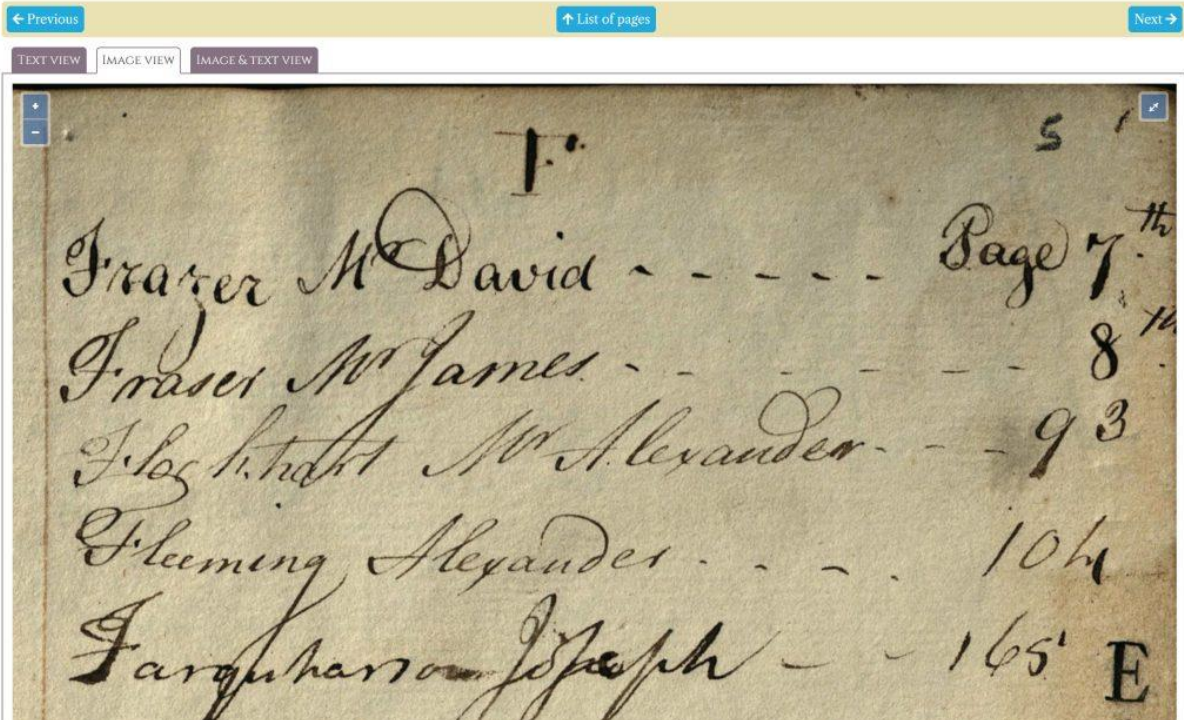 ← Previous
↑ List of pages
Next →
TEXT VIEW
IMAGE VIEW
IMAGE & TEXT VIEW
+
−
5
F.
Frazer Mr David - - - - - Page 7th
Fraser Mr James - - - - - - 8th
Flockhart Mr Alexander - - - 93
Fleeming Alexander - - - - 104
Farquharson Joseph - - 165
E